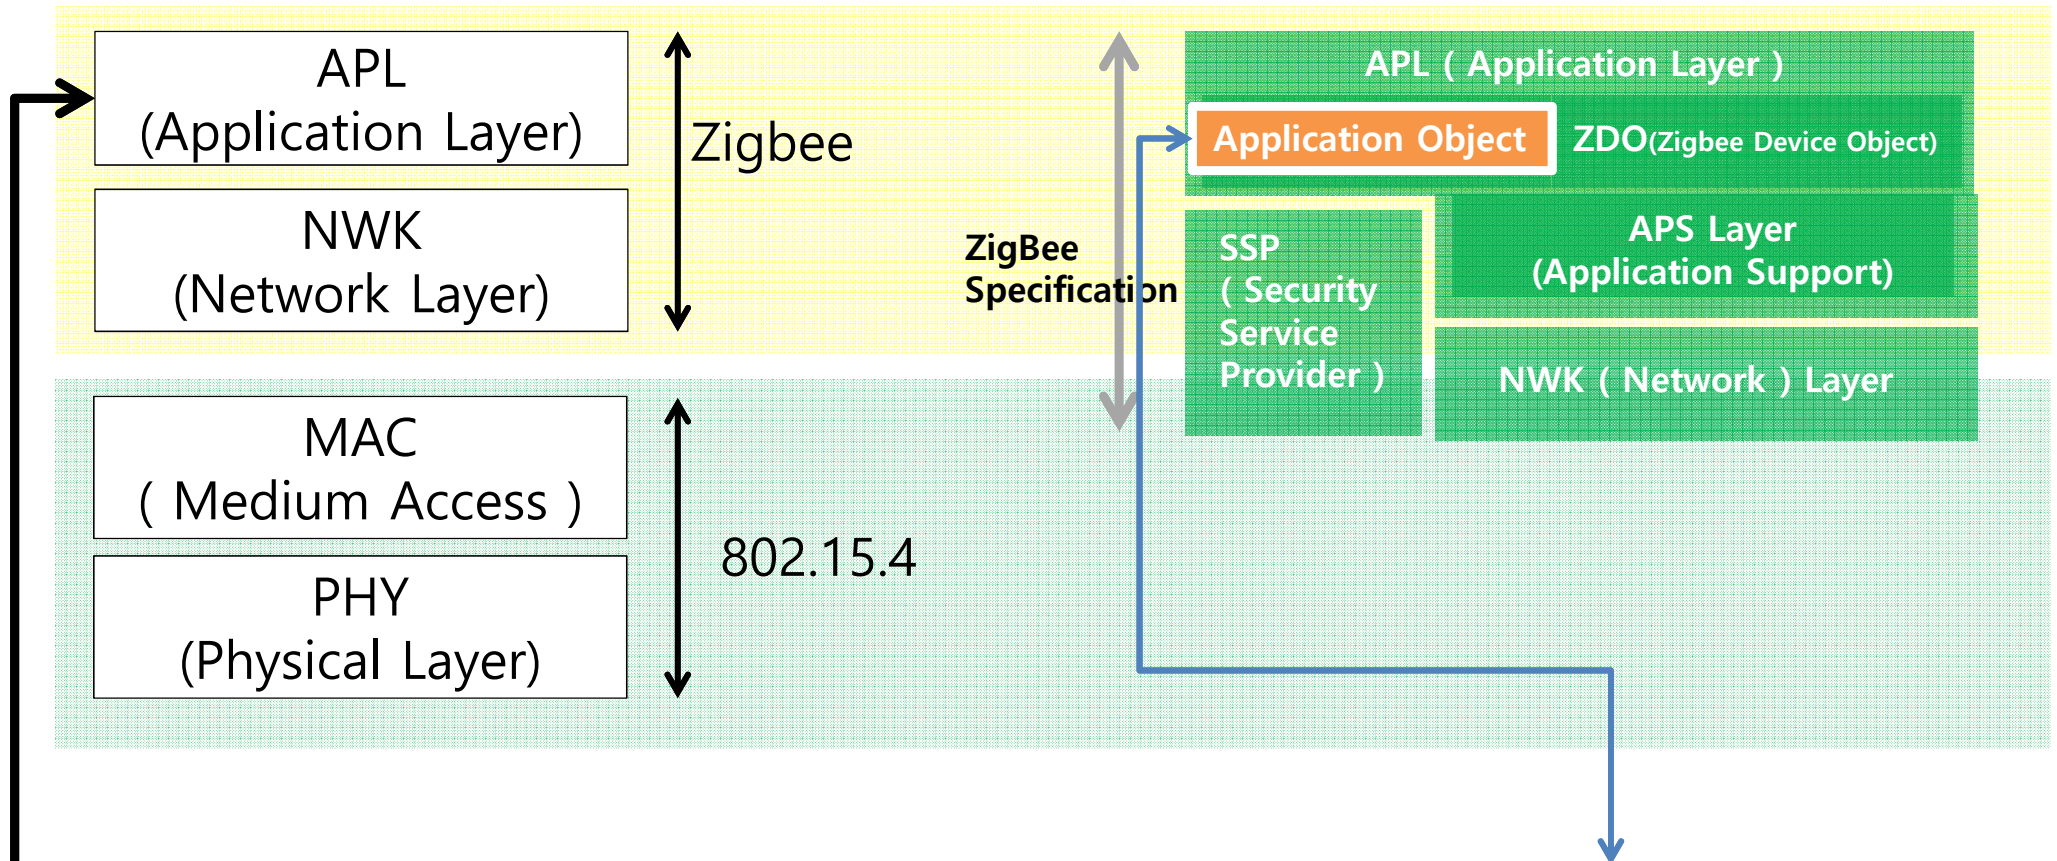 APL
(Application Layer)
NWK
(Network Layer)
Zigbee
MAC
( Medium Access )
PHY
(Physical Layer)
802.15.4
ZigBee
Specification
APL ( Application Layer )
Application Object
ZDO(Zigbee Device Object)
SSP
( Security
Service
Provider )
APS Layer
(Application Support)
NWK ( Network ) Layer